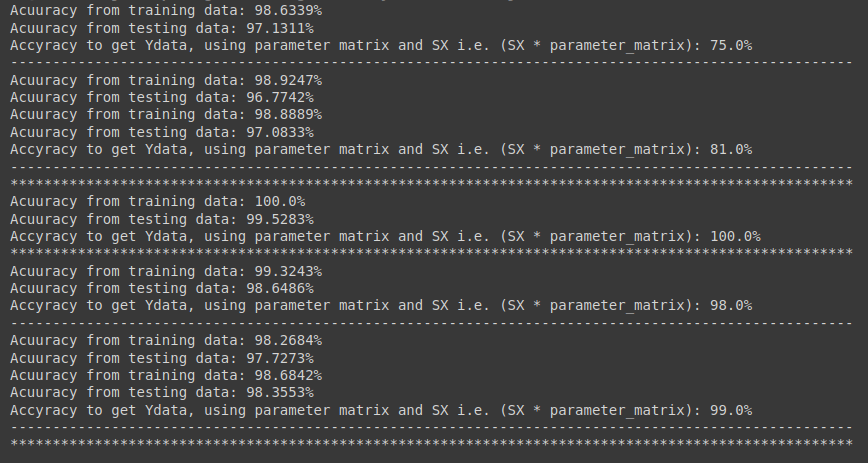 Acuuracy from training data: 98.6339%
Acuuracy from testing data: 97.1311%
Accyracy to get Ydata, using parameter matrix and SX i.e. (SX * parameter_matrix): 75.0%
----------------------------------------------------------------------------------------------------
Acuuracy from training data: 98.9247%
Acuuracy from testing data: 96.7742%
Acuuracy from training data: 98.8889%
Acuuracy from testing data: 97.0833%
Accyracy to get Ydata, using parameter matrix and SX i.e. (SX * parameter_matrix): 81.0%
----------------------------------------------------------------------------------------------------
****************************************************************************************************
Acuuracy from training data: 100.0%
Acuuracy from testing data: 99.5283%
Accyracy to get Ydata, using parameter matrix and SX i.e. (SX * parameter_matrix): 100.0%
****************************************************************************************************
Acuuracy from training data: 99.3243%
Acuuracy from testing data: 98.6486%
Accyracy to get Ydata, using parameter matrix and SX i.e. (SX * parameter_matrix): 98.0%
----------------------------------------------------------------------------------------------------
Acuuracy from training data: 98.2684%
Acuuracy from testing data: 97.7273%
Acuuracy from training data: 98.6842%
Acuuracy from testing data: 98.3553%
Accyracy to get Ydata, using parameter matrix and SX i.e. (SX * parameter_matrix): 99.0%
----------------------------------------------------------------------------------------------------
****************************************************************************************************